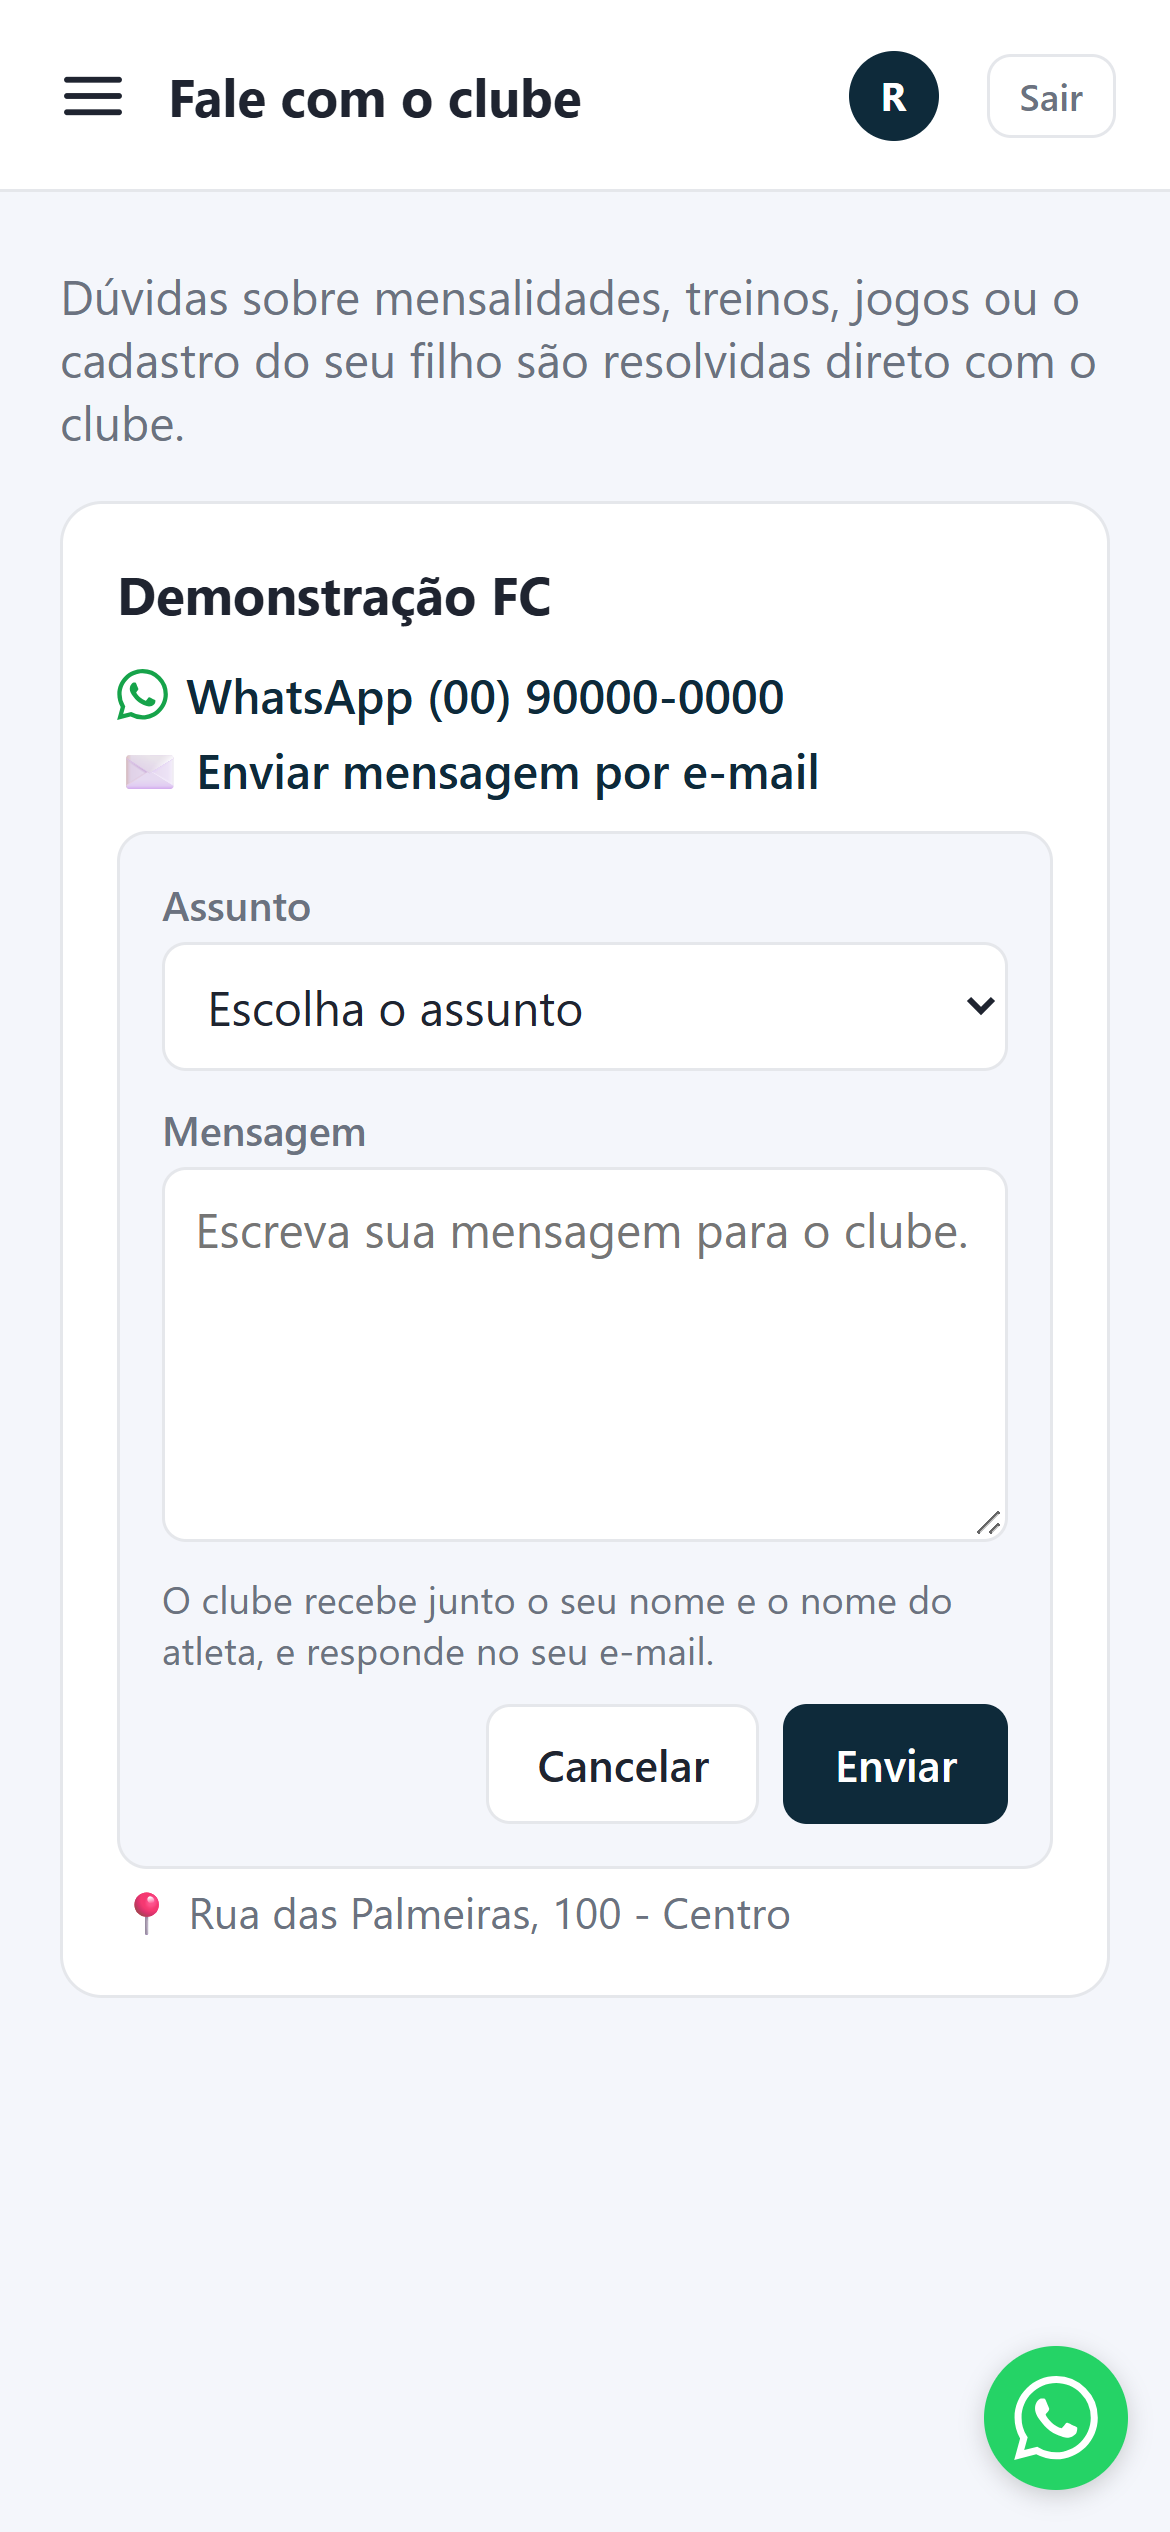 Fale com o clube
R
Sair
Dúvidas sobre mensalidades, treinos, jogos ou o
cadastro do seu filho são resolvidas direto com o
clube.
Demonstração FC
WhatsApp (00) 90000-0000
Enviar mensagem por e-mail
Assunto
Escolha o assunto
Mensagem
Escreva sua mensagem para o clube.
O clube recebe junto o seu nome e o nome do
atleta, e responde no seu e-mail.
Cancelar
Enviar
Rua das Palmeiras, 100 - Centro